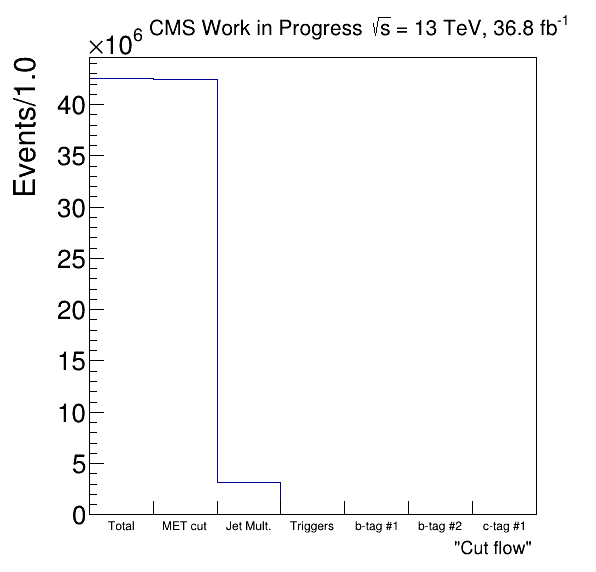 ×10⁶ CMS Work in Progress √s = 13 TeV, 36.8 fb⁻¹
Events/1.0
40
35
30
25
20
15
10
5
0
Total MET cut Jet Mult. Triggers b-tag #1 b-tag #2 c-tag #1
"Cut flow"